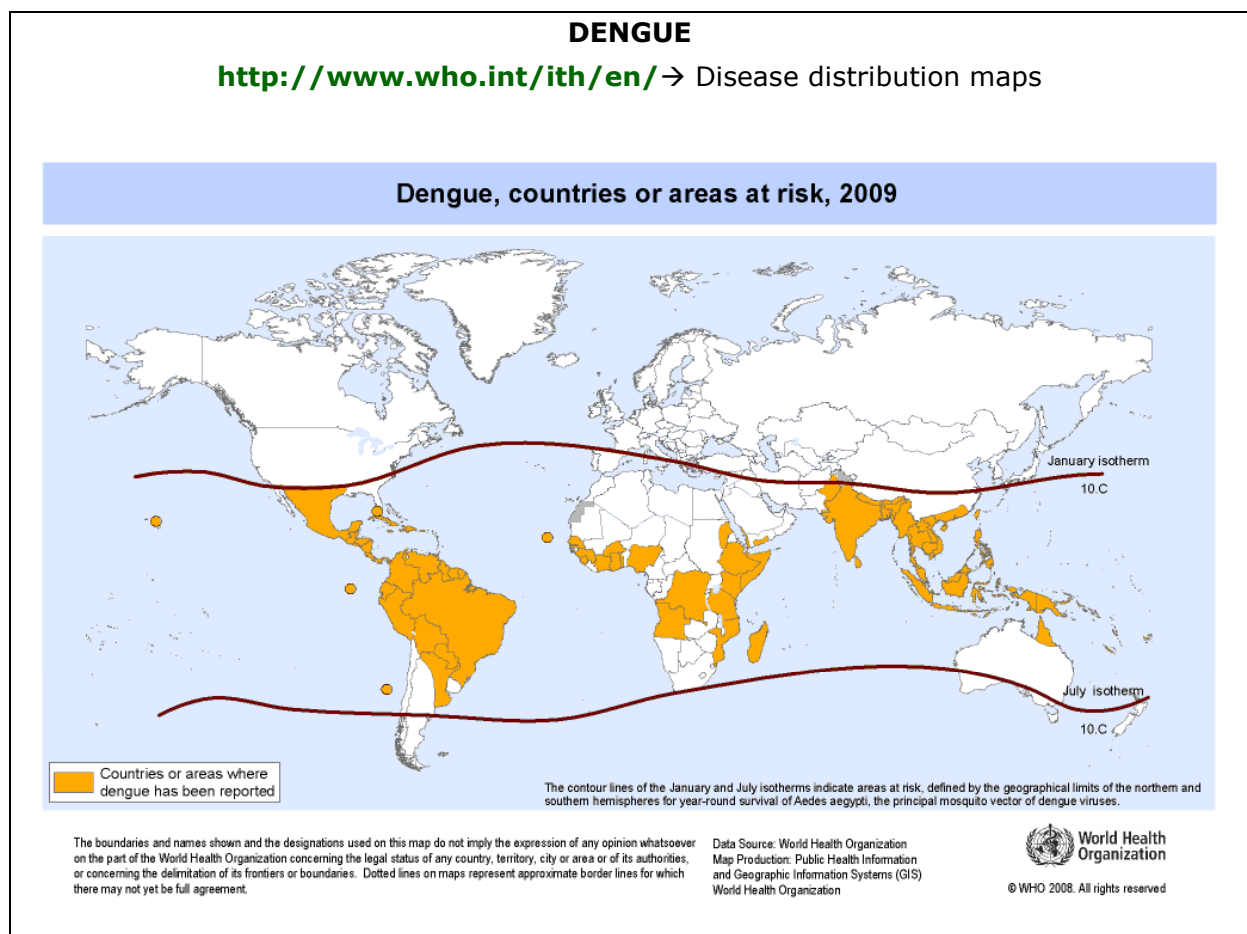 DENGUE
http://www.who.int/ith/en/→ Disease distribution maps
Dengue, countries or areas at risk, 2009
January isotherm
10.C
July isotherm
10.C
Countries or areas where
dengue has been reported
The contour lines of the January and July isotherms indicate areas at risk, defined by the geographical limits of the northern and
southern hemispheres for year-round survival of Aedes aegypti, the principal mosquito vector of dengue viruses.
The boundaries and names shown and the designations used on this map do not imply the expression of any opinion whatsoever
on the part of the World Health Organization concerning the legal status of any country, territory, city or area or of its authorities,
or concerning the delimitation of its frontiers or boundaries. Dotted lines on maps represent approximate border lines for which
there may not yet be full agreement.
Data Source: World Health Organization
Map Production: Public Health Information
and Geographic Information Systems (GIS)
World Health Organization
World Health
Organization
© WHO 2008. All rights reserved